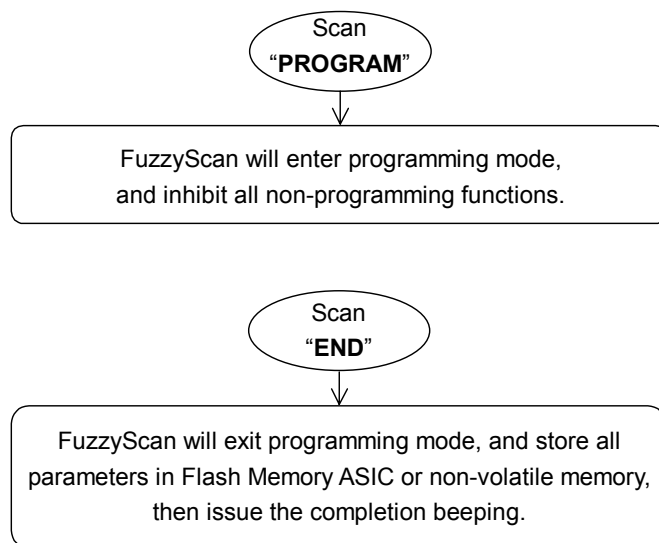 Scan
“PROGRAM”
FuzzyScan will enter programming mode,
and inhibit all non-programming functions.
Scan
“END”
FuzzyScan will exit programming mode, and store all
parameters in Flash Memory ASIC or non-volatile memory,
then issue the completion beeping.